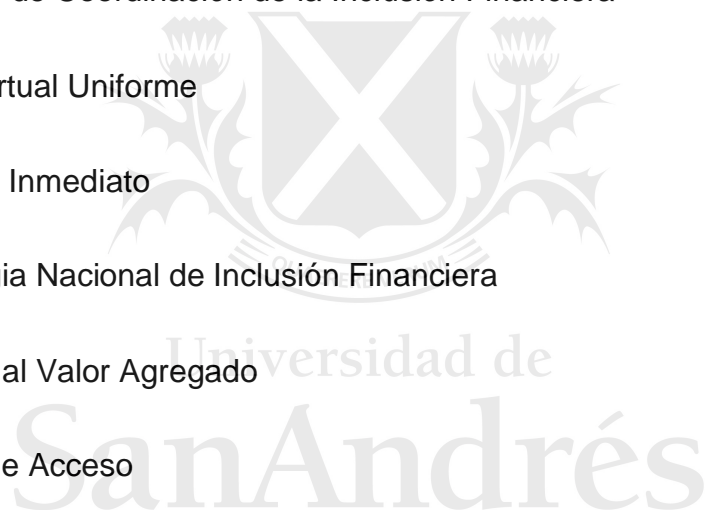 de Coordinación de la Inclusión Financiera
rtual Uniforme
Inmediato
ia Nacional de Inclusión Financiera
al Valor Agregado
e Acceso
Universidad de
SanAndrés